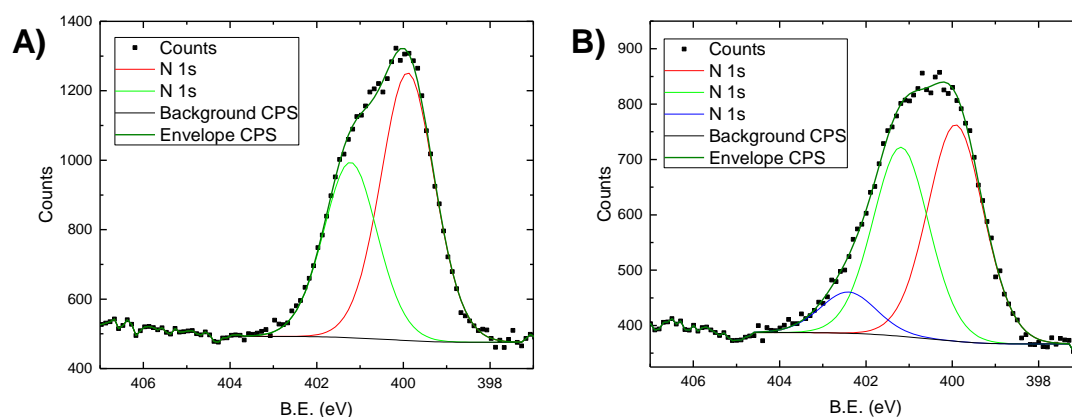 A)
Counts
N 1s
N 1s
Background CPS
Envelope CPS
1400
1200
1000
800
600
400
Counts
406 404 402 400 398
B.E. (eV)
B)
Counts
N 1s
N 1s
N 1s
Background CPS
Envelope CPS
900
800
700
600
500
400
Counts
406 404 402 400 398
B.E. (eV)